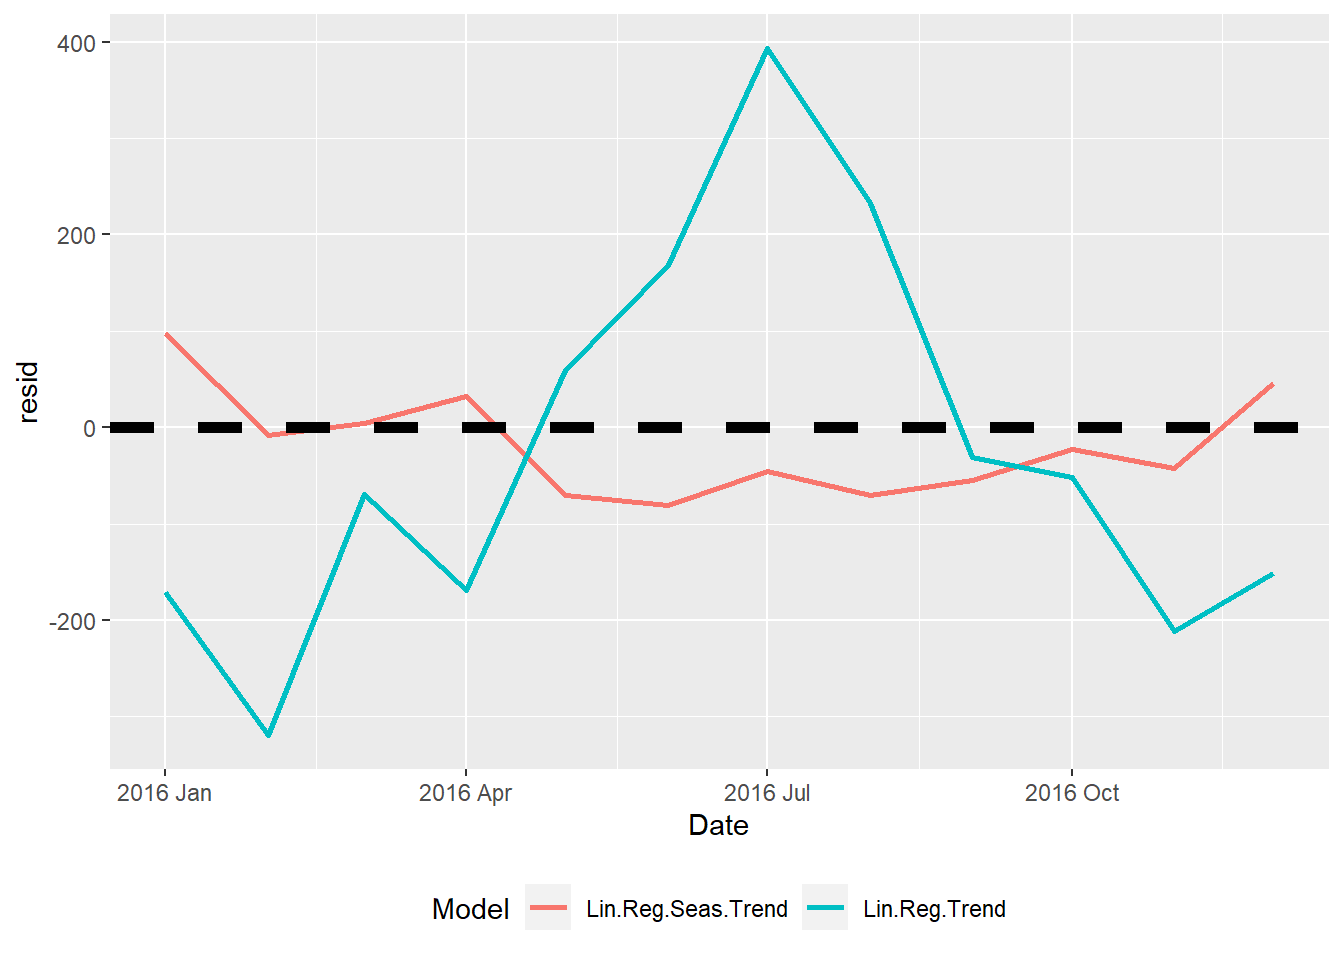 400
200
0
-200
resid
2016 Jan 2016 Apr 2016 Jul 2016 Oct
Date
Model Lin.Reg.Seas.Trend Lin.Reg.Trend